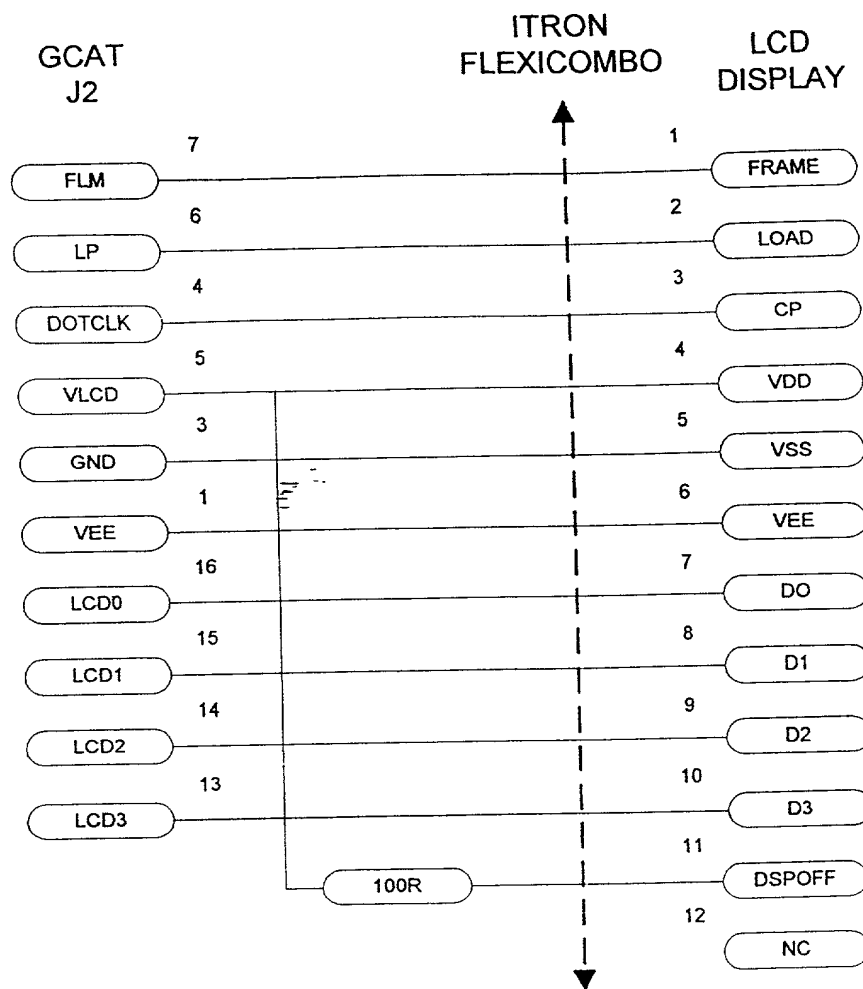 GCAT
J2
ITRON
FLEXICOMBO
LCD
DISPLAY
7 1
FLM FRAME
6 2
LP LOAD
4 3
DOTCLK CP
5 4
VLCD VDD
3 5
GND VSS
1 6
VEE VEE
16 7
LCD0 DO
15 8
LCD1 D1
14 9
LCD2 D2
13 10
LCD3 D3
11
100R DSPOFF
12
NC